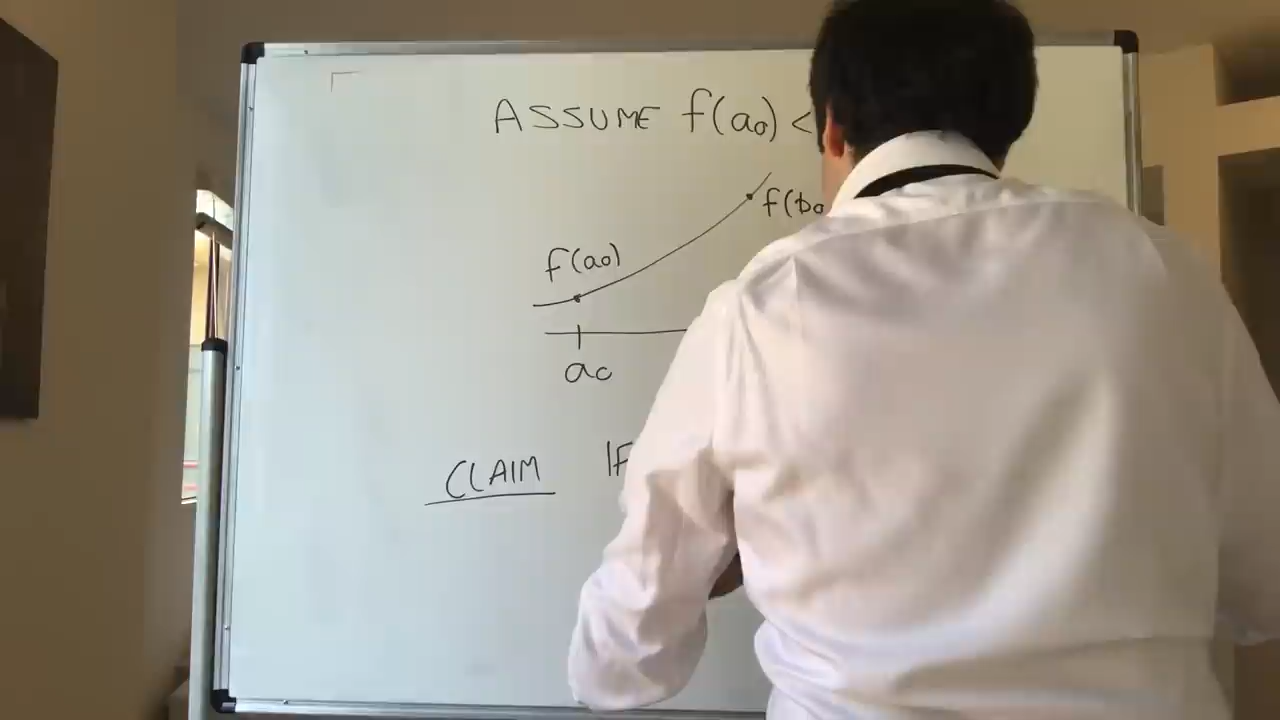 ASSUME f(a₀) <
f(b₀
f(a₀)
a₀
CLAIM IF